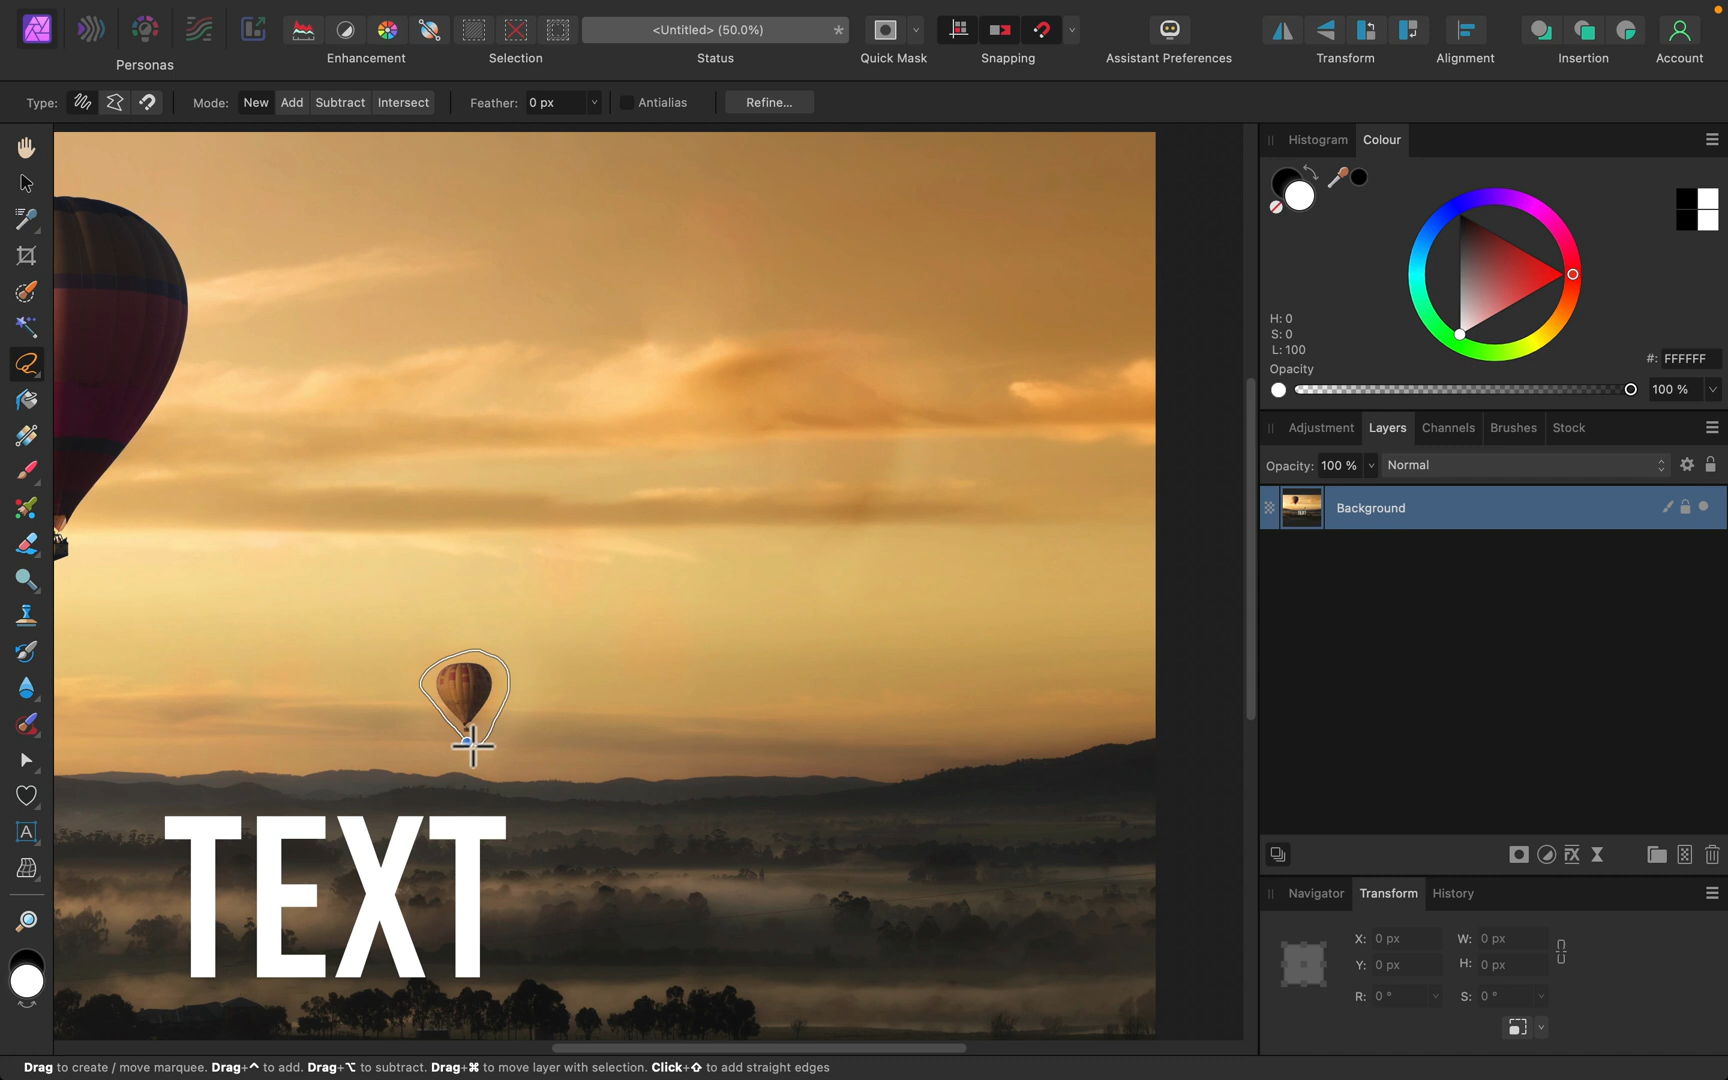 <Untitled> (50.0%)
*
Personas
Enhancement
Selection
Status
Quick Mask
Snapping
Assistant Preferences
Transform
Alignment
Insertion
Account
Type:
Mode: New Add Subtract Intersect
Feather: 0 px
Antialias
Refine...
Histogram Colour
H: 0
S: 0
L: 100
#: FFFFFF
Opacity
100 %
Adjustment Layers Channels Brushes Stock
Opacity: 100 % Normal
Background
TEXT
A
FX
Navigator Transform History
X: 0 px W: 0 px
Y: 0 px H: 0 px
R: 0 ° S: 0 °
Drag to create / move marquee. Drag+⌃ to add. Drag+⌥ to subtract. Drag+⌘ to move layer with selection. Click+⇧ to add straight edges